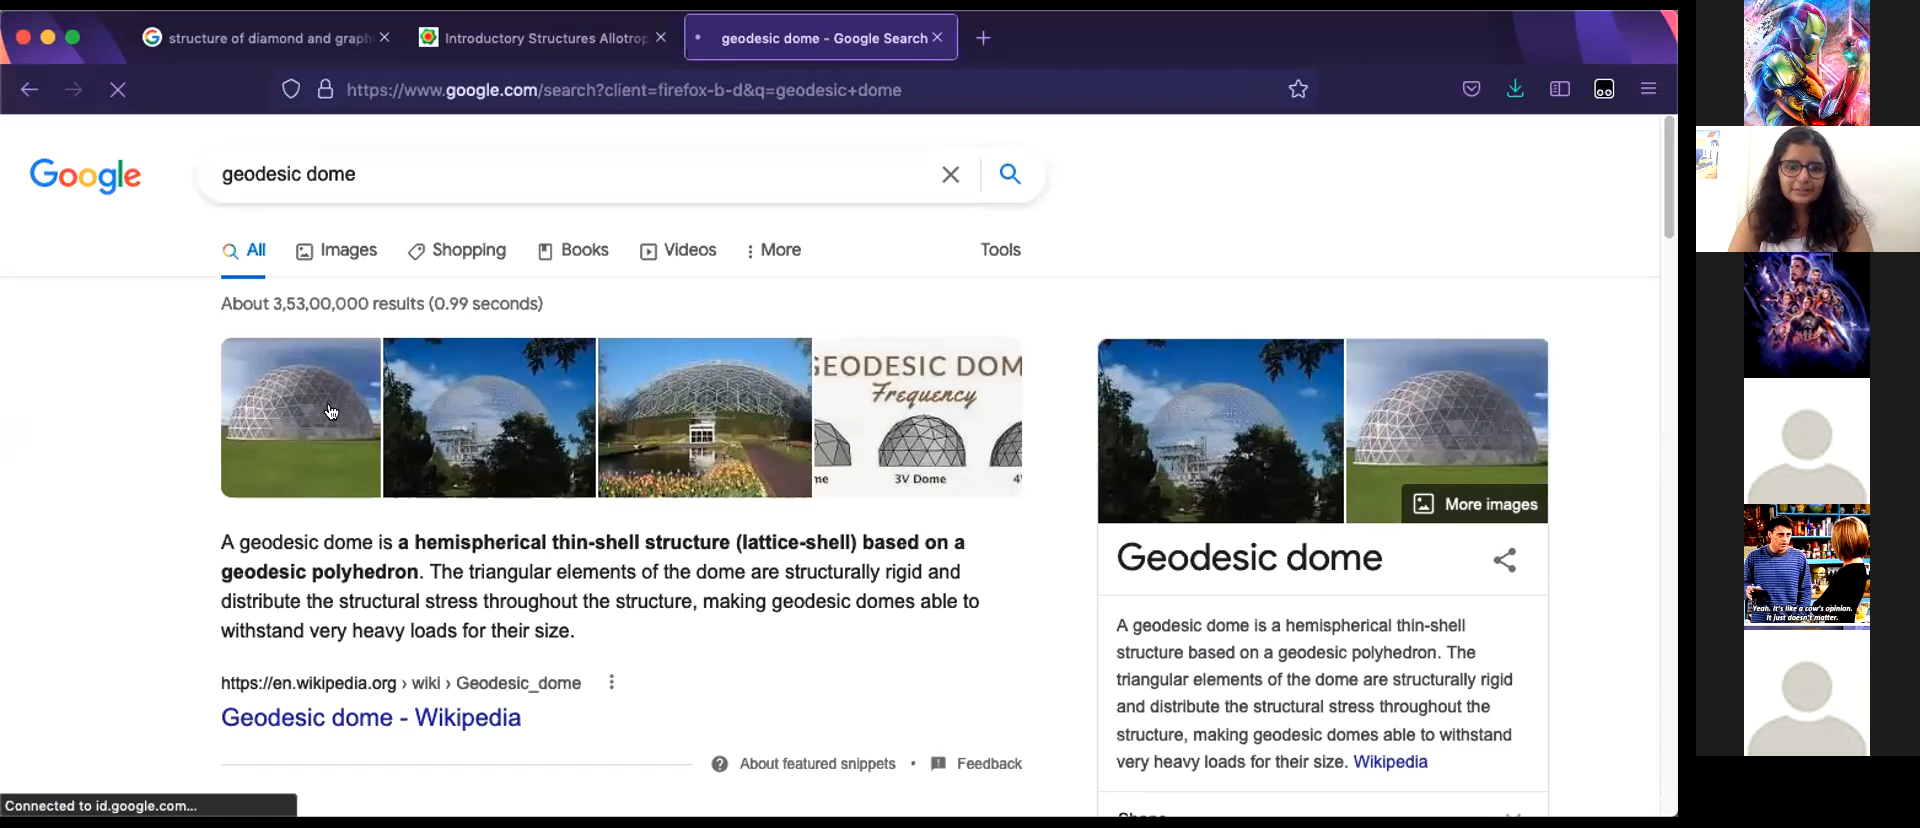 structure of diamond and graph
Introductory Structures Allotrop
geodesic dome - Google Search
https://www.google.com/search?client=firefox-b-d&q=geodesic+dome
Google
geodesic dome
All
Images
Shopping
Books
Videos
More
Tools
About 3,53,00,000 results (0.99 seconds)
GEODESIC DOM
Frequency
me
3V Dome
4
More images
A geodesic dome is a hemispherical thin-shell structure (lattice-shell) based on a
geodesic polyhedron. The triangular elements of the dome are structurally rigid and
distribute the structural stress throughout the structure, making geodesic domes able to
withstand very heavy loads for their size.
https://en.wikipedia.org › wiki › Geodesic_dome
Geodesic dome - Wikipedia
About featured snippets • Feedback
Geodesic dome
A geodesic dome is a hemispherical thin-shell
structure based on a geodesic polyhedron. The
triangular elements of the dome are structurally rigid
and distribute the structural stress throughout the
structure, making geodesic domes able to withstand
very heavy loads for their size. Wikipedia
Connected to id.google.com...
Yeah. It's like a cow's opinion.
It just doesn't matter.